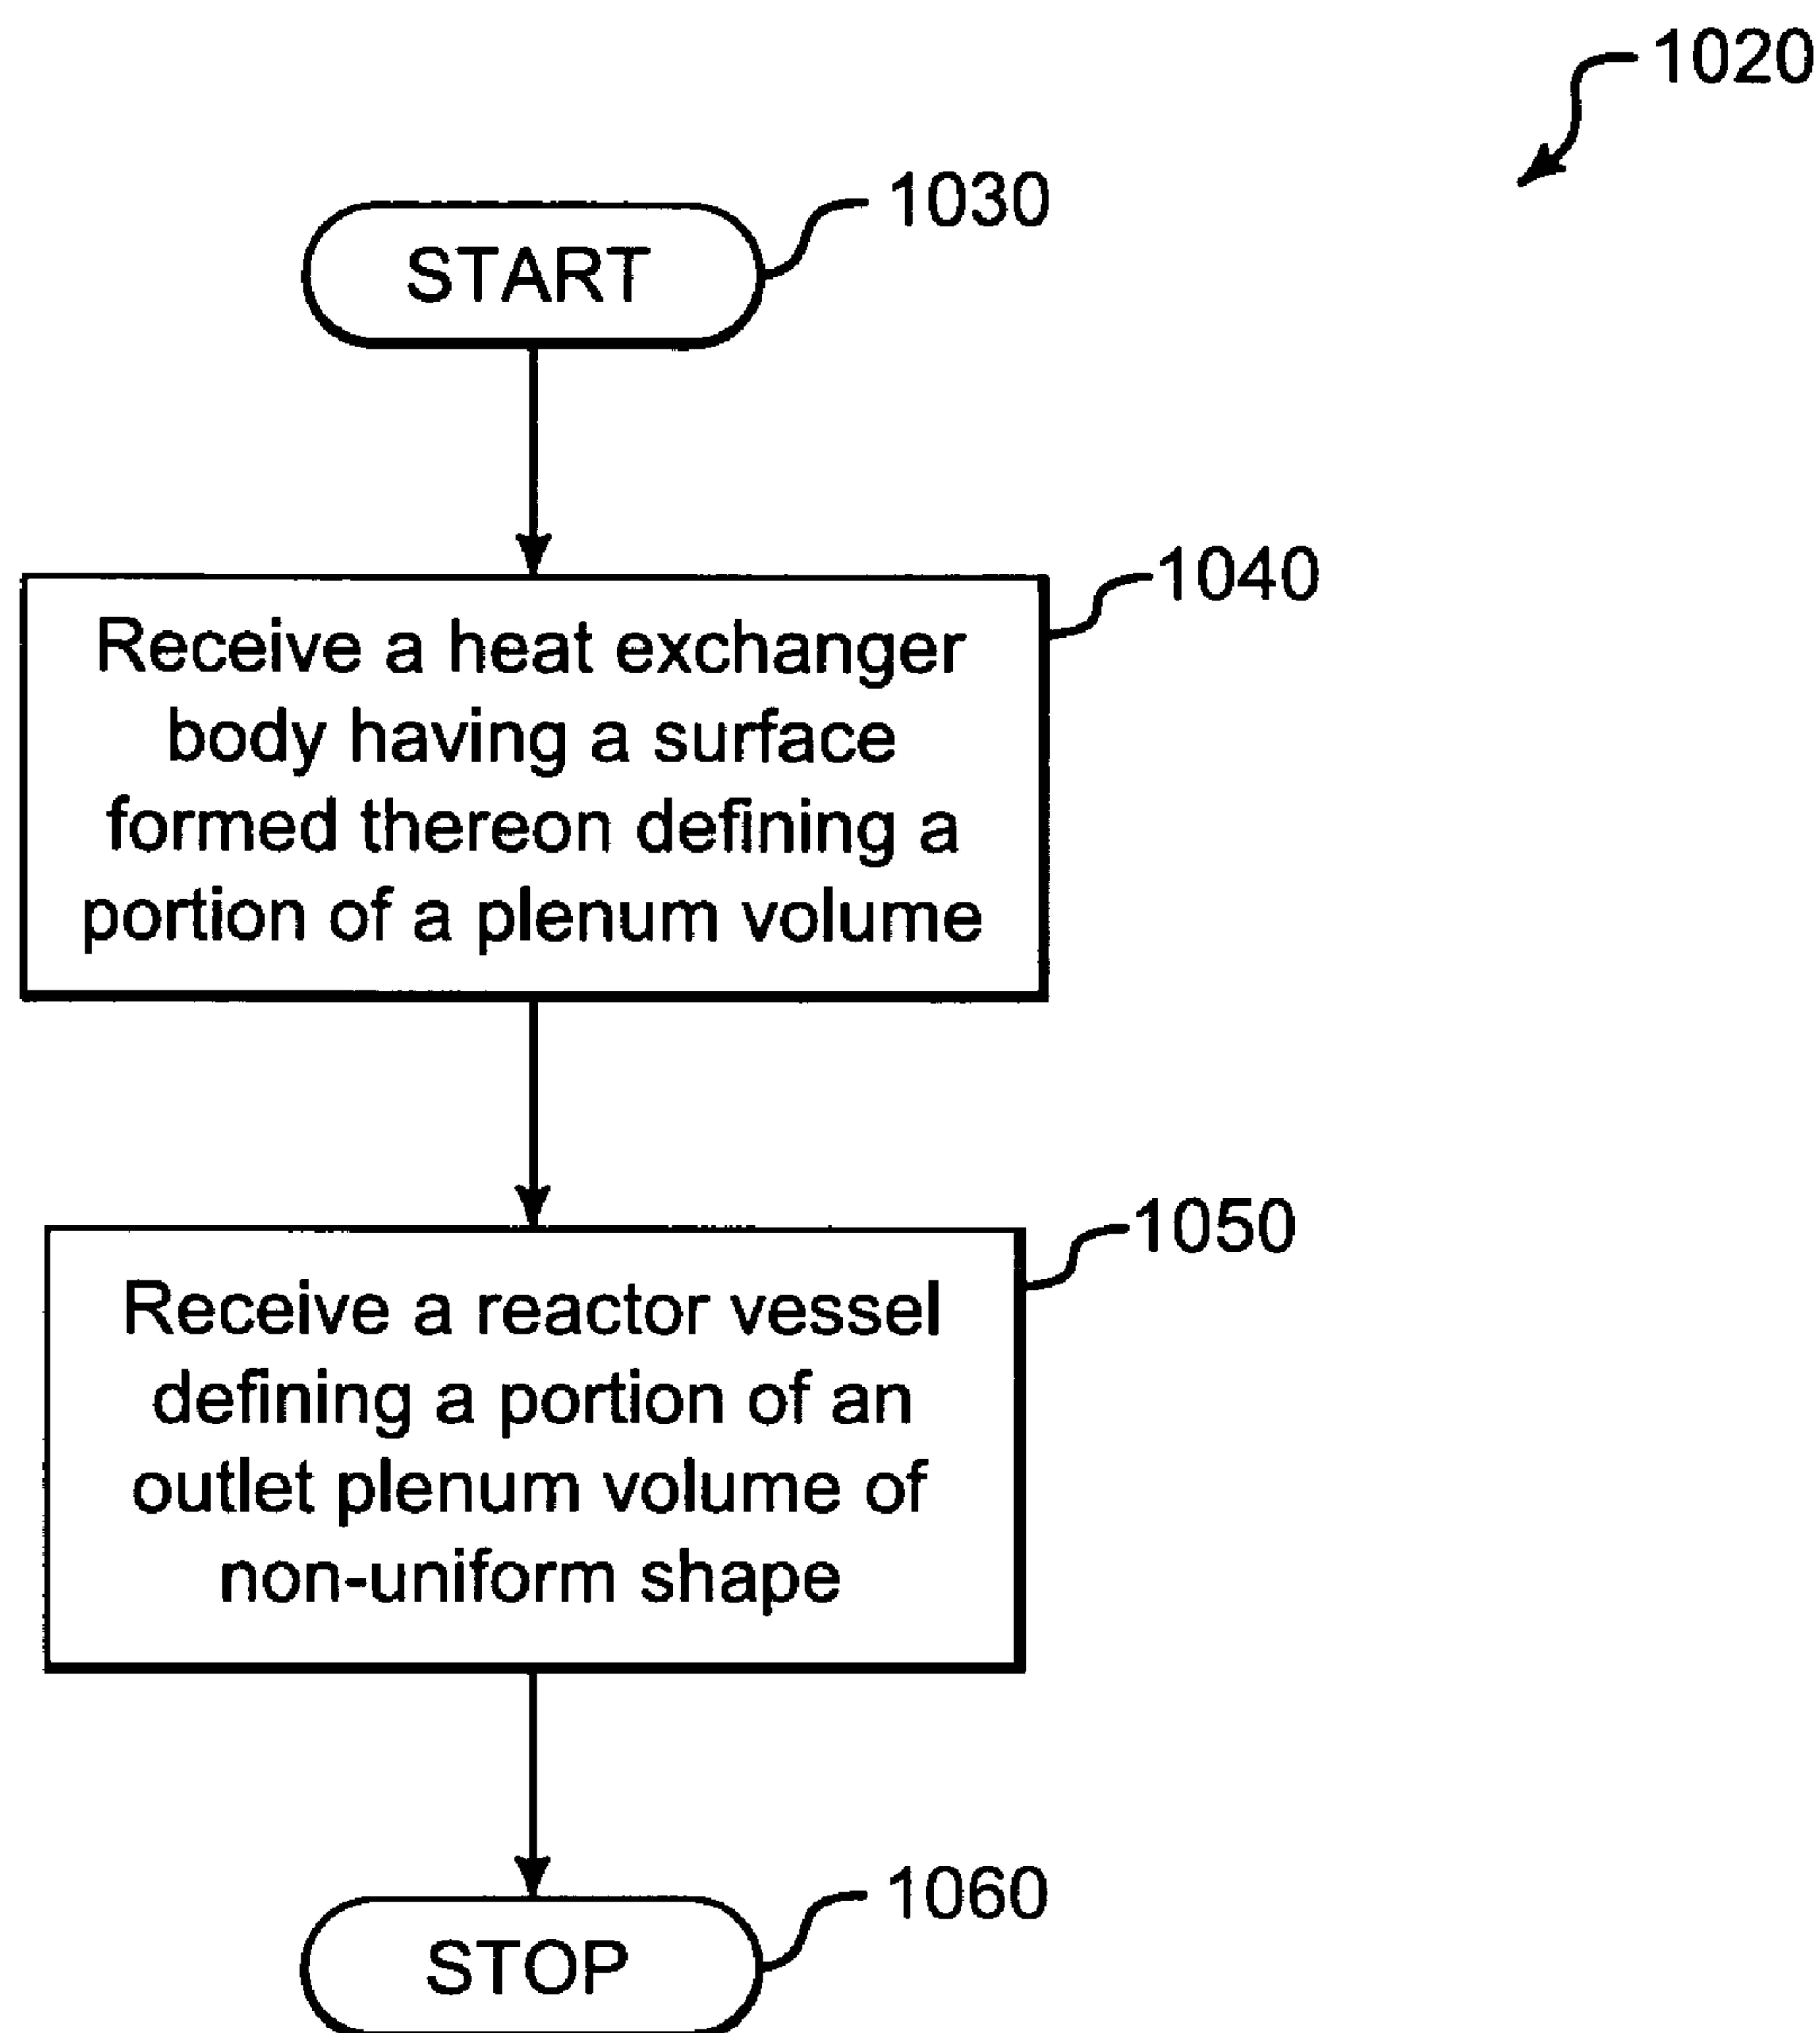 1020
1030
START
1040
Receive a heat exchanger
body having a surface
formed thereon defining a
portion of a plenum volume
1050
Receive a reactor vessel
defining a portion of an
outlet plenum volume of
non-uniform shape
1060
STOP